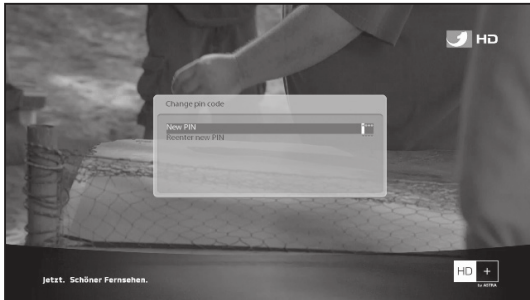 HD
Change pin code
New PIN
Reenter new PIN
Jetzt. Schöner Fernsehen.
HD +
by ASTRA